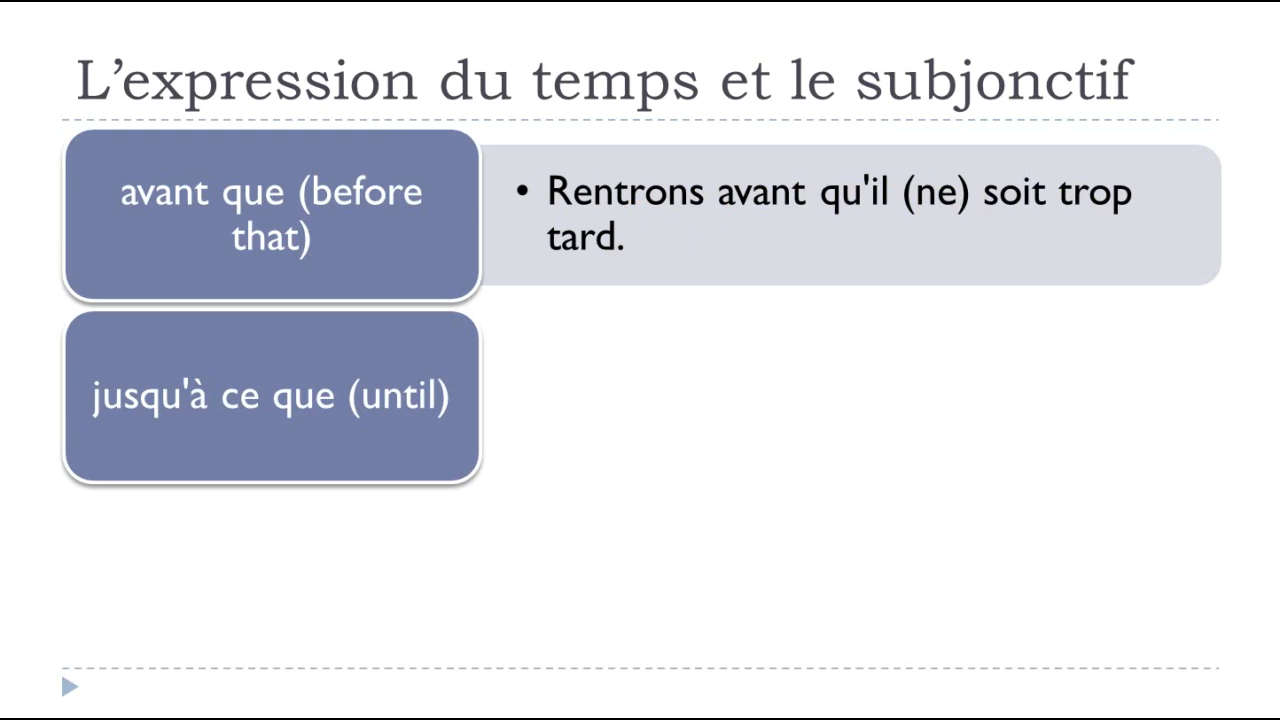 L’expression du temps et le subjonctif
avant que (before
that)
• Rentrons avant qu'il (ne) soit trop
tard.
jusqu'à ce que (until)